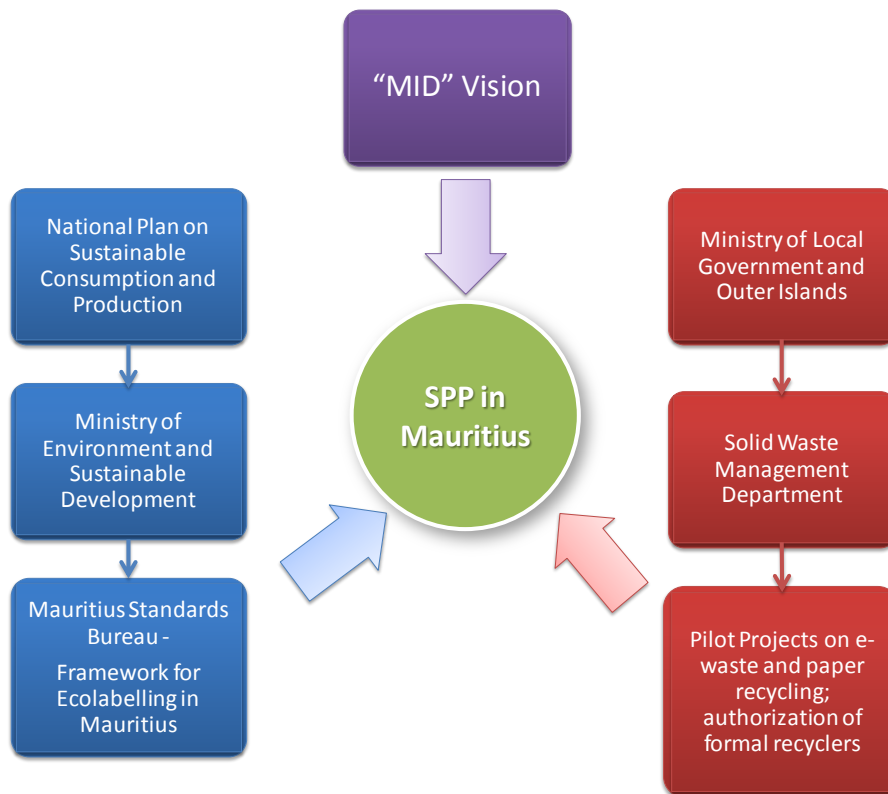 “MID” Vision
National Plan on
Sustainable
Consumption and
Production
Ministry of
Environment and
Sustainable
Development
Mauritius Standards
Bureau -
Framework for
Ecolabelling in
Mauritius
SPP in
Mauritius
Ministry of Local
Government and
Outer Islands
Solid Waste
Management
Department
Pilot Projects on e-
waste and paper
recycling;
authorization of
formal recyclers